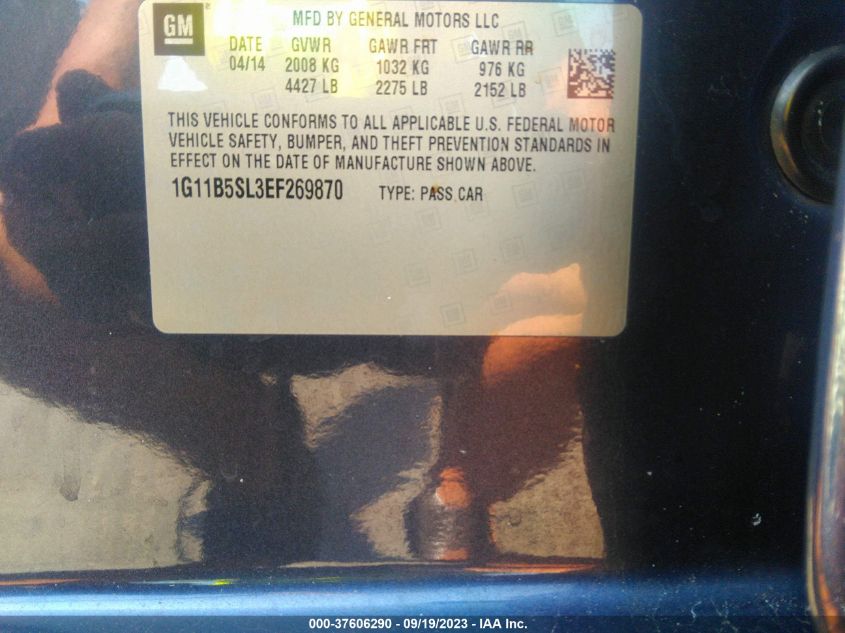 GM
MFD BY GENERAL MOTORS LLC
DATE GVWR GAWR FRT GAWR RR
04/14 2008 KG 1032 KG 976 KG
4427 LB 2275 LB 2152 LB
THIS VEHICLE CONFORMS TO ALL APPLICABLE U.S. FEDERAL MOTOR
VEHICLE SAFETY, BUMPER, AND THEFT PREVENTION STANDARDS IN
EFFECT ON THE DATE OF MANUFACTURE SHOWN ABOVE.
1G11B5SL3EF269870 TYPE: PASS CAR
000-37606290 - 09/19/2023 - IAA Inc.